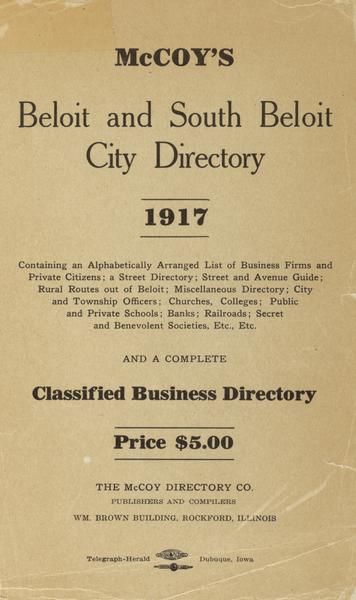 McCOY'S
Beloit and South Beloit
City Directory
1917
Containing an Alphabetically Arranged List of Business Firms and
Private Citizens; a Street Directory; Street and Avenue Guide;
Rural Routes out of Beloit; Miscellaneous Directory; City
and Township Officers; Churches, Colleges; Public
and Private Schools; Banks; Railroads; Secret
and Benevolent Societies, Etc., Etc.
AND A COMPLETE
Classified Business Directory
Price $5.00
THE McCOY DIRECTORY CO.
PUBLISHERS AND COMPILERS
WM. BROWN BUILDING, ROCKFORD, ILLINOIS
Telegraph-Herald Dubuque, Iowa